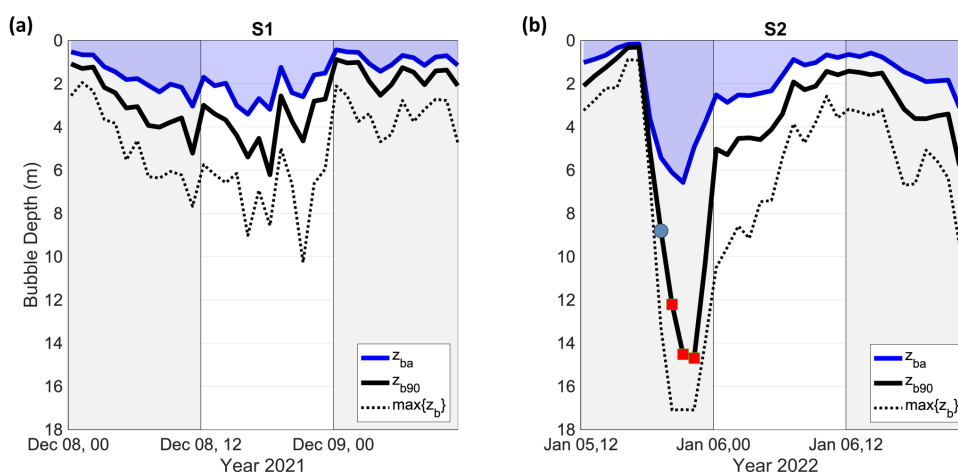 (a)
S1
0
2
4
6
8
10
12
14
16
18
Bubble Depth (m)
z_ba
z_b90
max{z_b}
Dec 08, 00
Dec 08, 12
Dec 09, 00
Year 2021
(b)
S2
0
2
4
6
8
10
12
14
16
18
z_ba
z_b90
max{z_b}
Jan 05,12
Jan 06,00
Jan 06,12
Year 2022